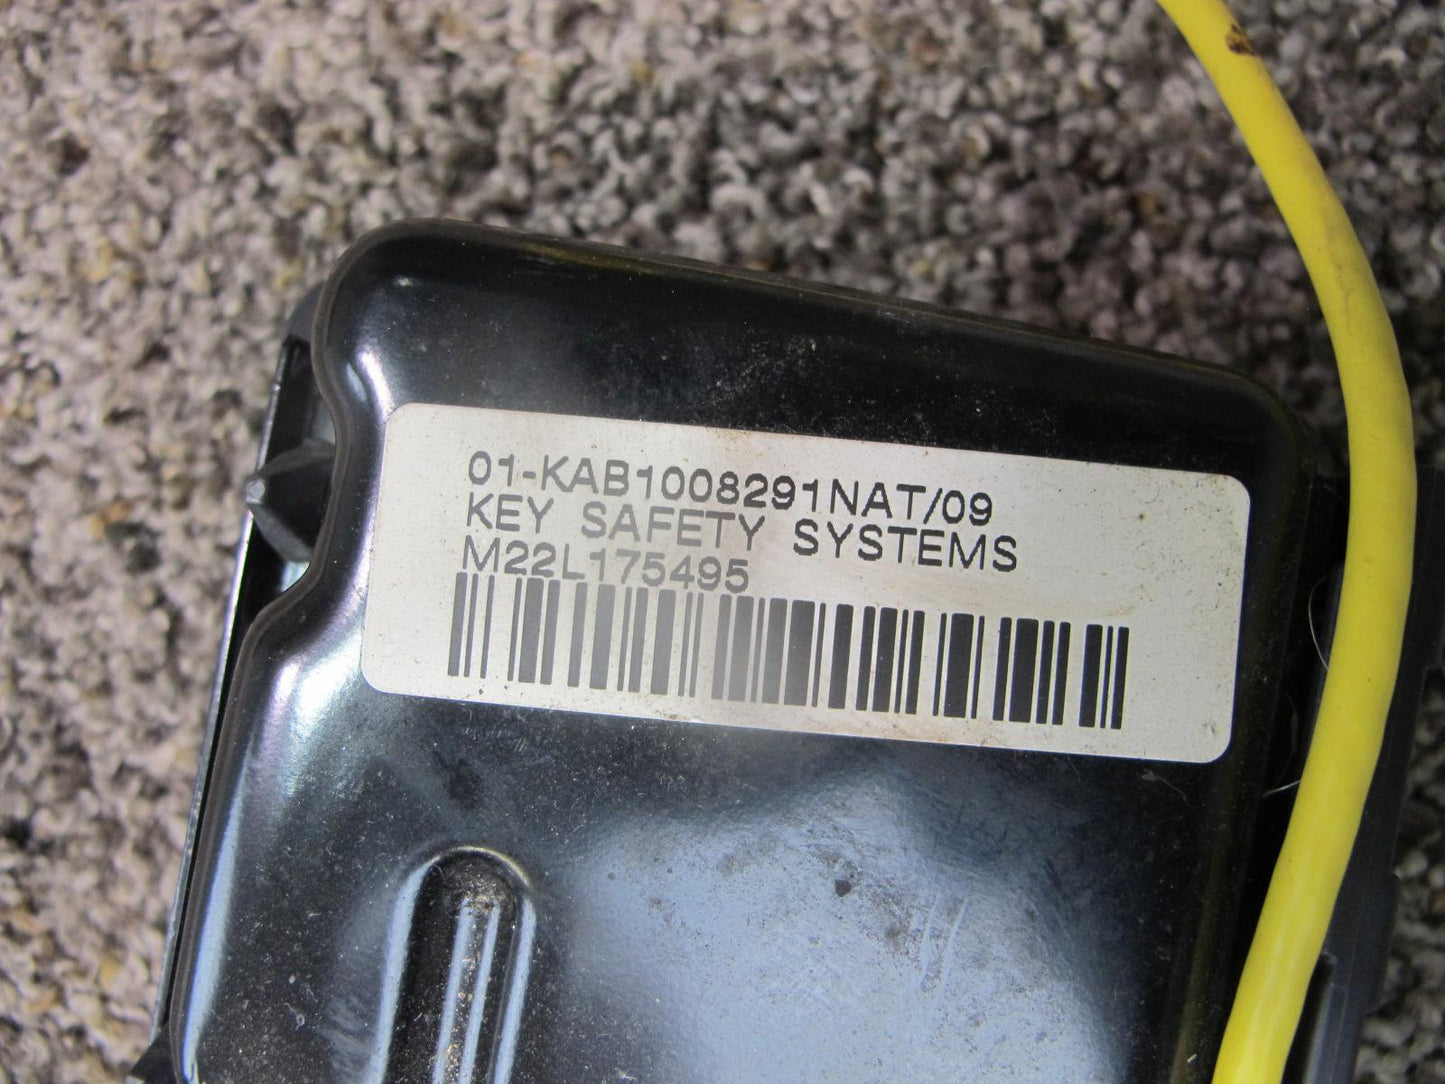 01-KAB1008291NAT/09
KEY SAFETY SYSTEMS
M22L175495